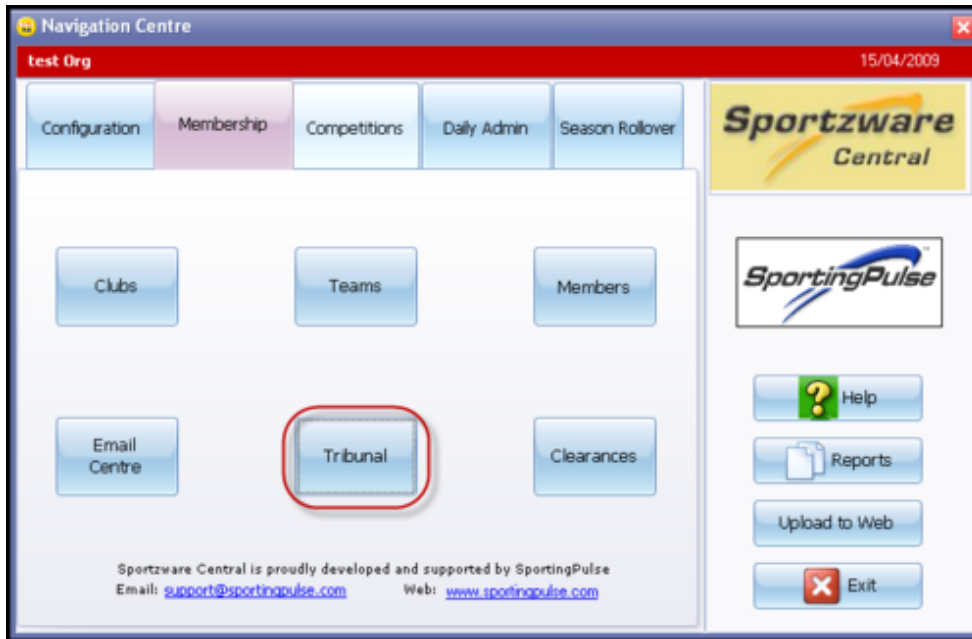 Navigation Centre
test Org
15/04/2009
Configuration
Membership
Competitions
Daily Admin
Season Rollover
Sportzware
Central
Clubs
Teams
Members
SportingPulse™
Email
Centre
Tribunal
Clearances
Help
Reports
Upload to Web
Exit
Sportzware Central is proudly developed and supported by SportingPulse
Email: support@sportingpulse.com Web: www.sportingpulse.com